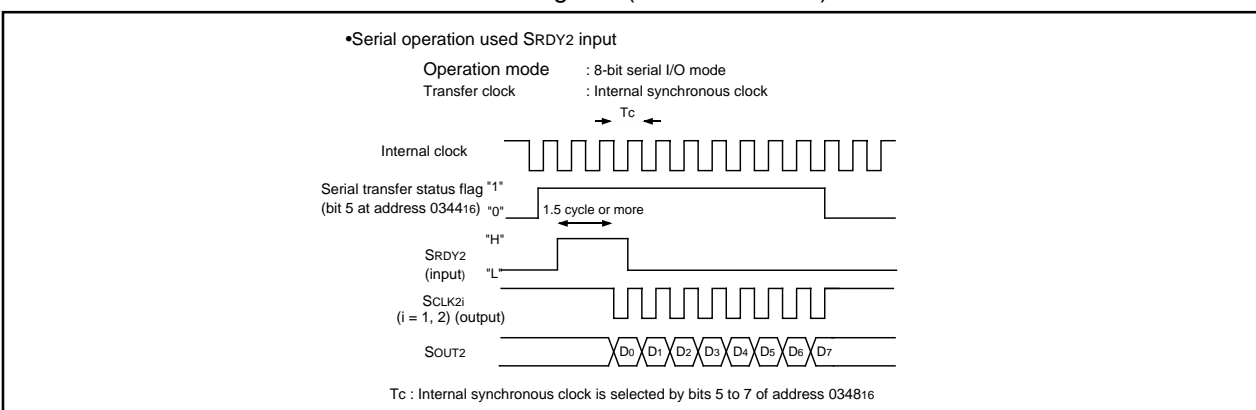 •Serial operation used SRDY2 input
Operation mode : 8-bit serial I/O mode
Transfer clock : Internal synchronous clock
Tc
Internal clock
Serial transfer status flag "1"
(bit 5 at address 034416) "0" 1.5 cycle or more
"H"
SRDY2
(input) "L"
SCLK2i
(i = 1, 2) (output)
SOUT2 D0 D1 D2 D3 D4 D5 D6 D7
Tc : Internal synchronous clock is selected by bits 5 to 7 of address 034816